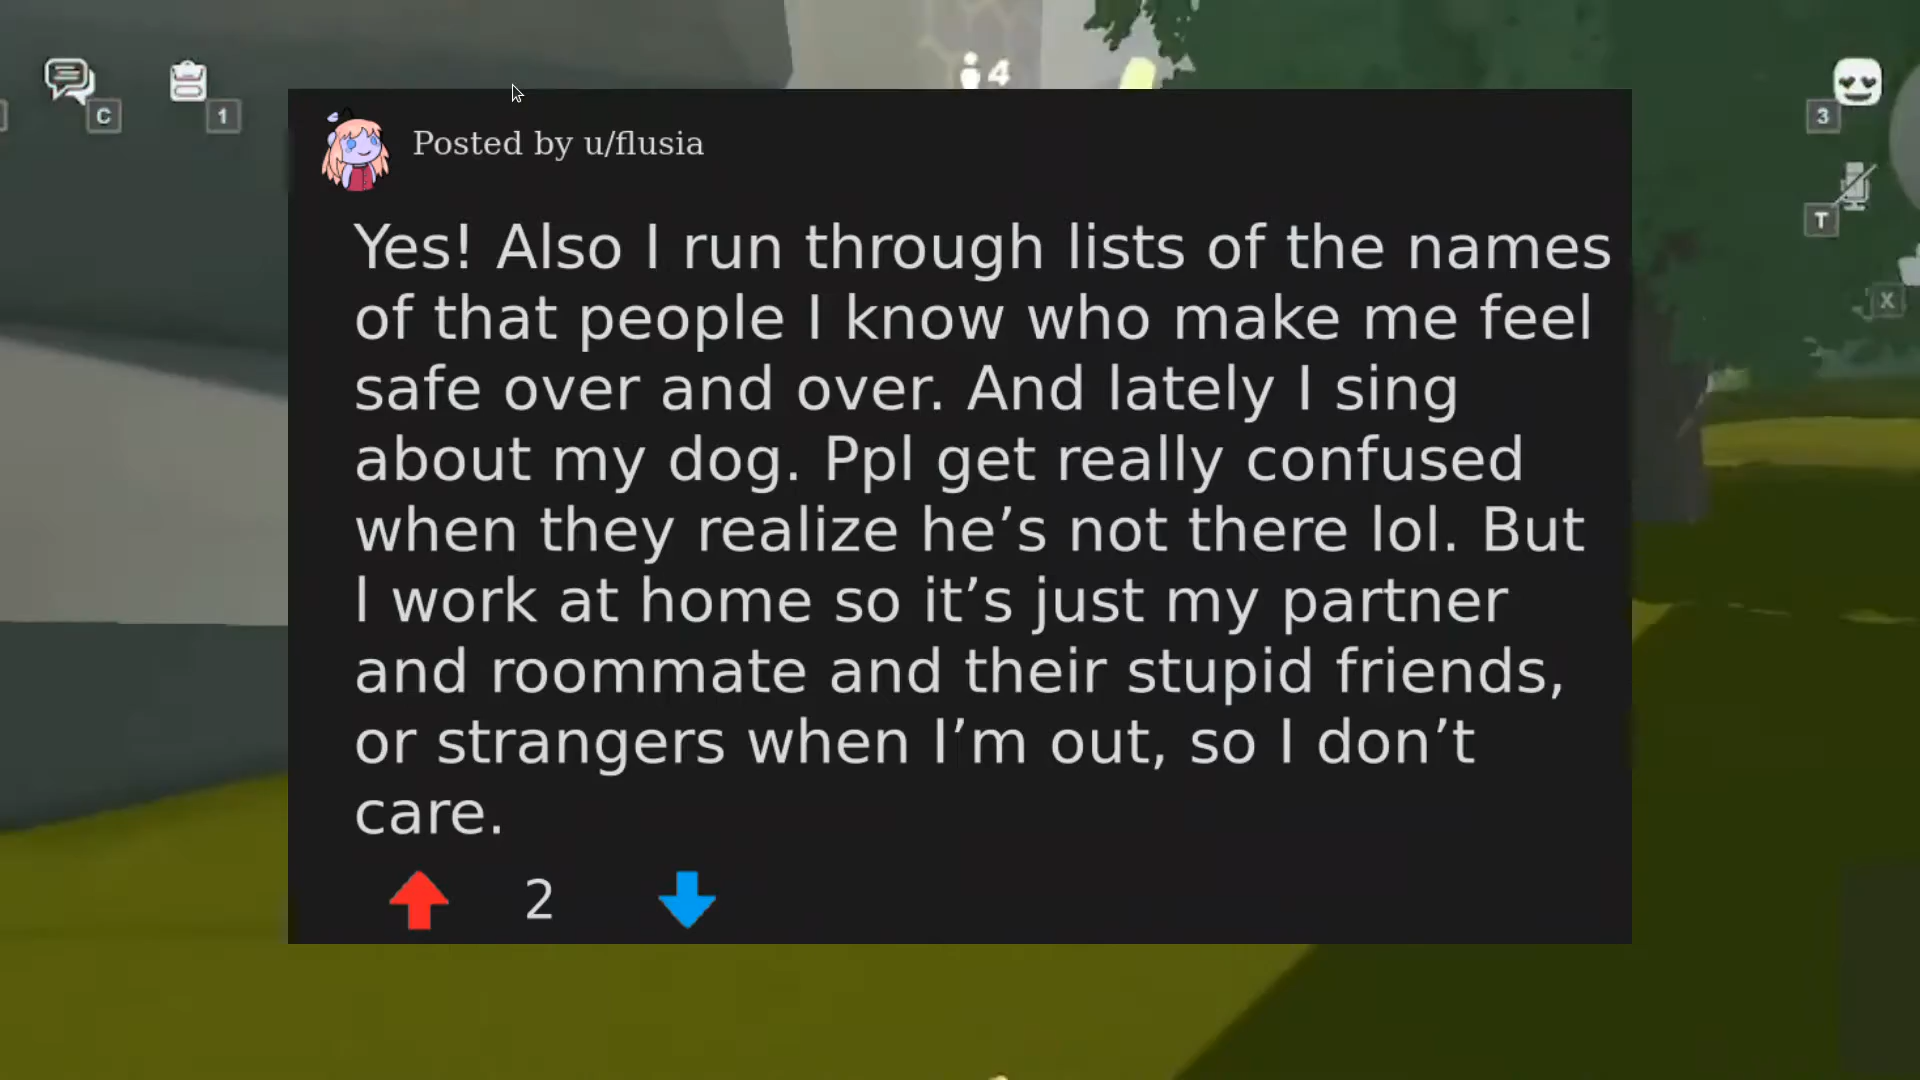 4
C
1
3
T
X
Posted by u/flusia
Yes! Also I run through lists of the names
of that people I know who make me feel
safe over and over. And lately I sing
about my dog. Ppl get really confused
when they realize he’s not there lol. But
I work at home so it’s just my partner
and roommate and their stupid friends,
or strangers when I’m out, so I don’t
care.
2